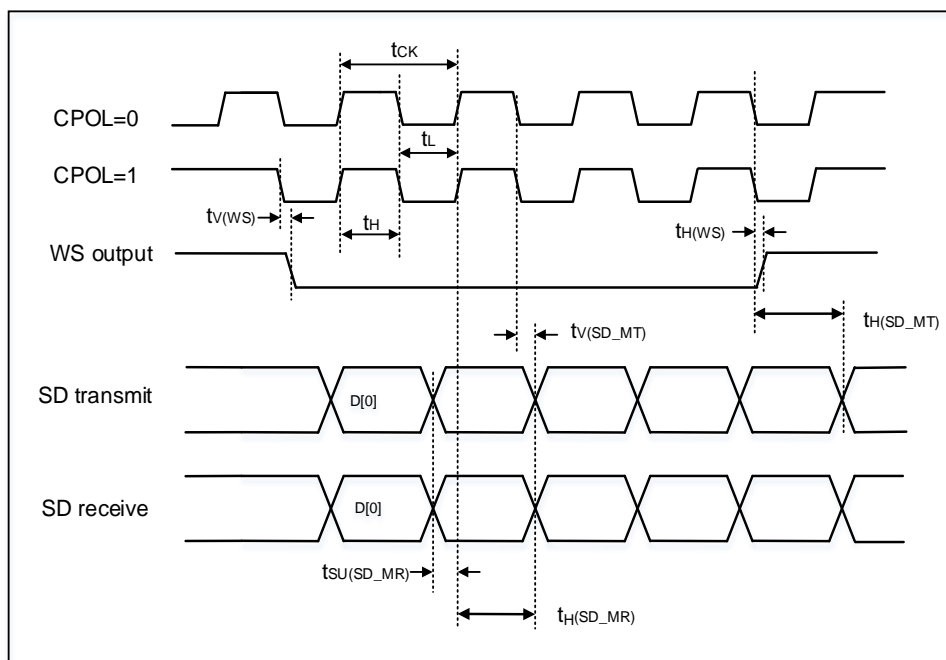 tCK
CPOL=0
tL
CPOL=1
tV(WS)
tH
tH(WS)
WS output
tV(SD_MT)
tH(SD_MT)
SD transmit
D[0]
SD receive
D[0]
tSU(SD_MR)
tH(SD_MR)